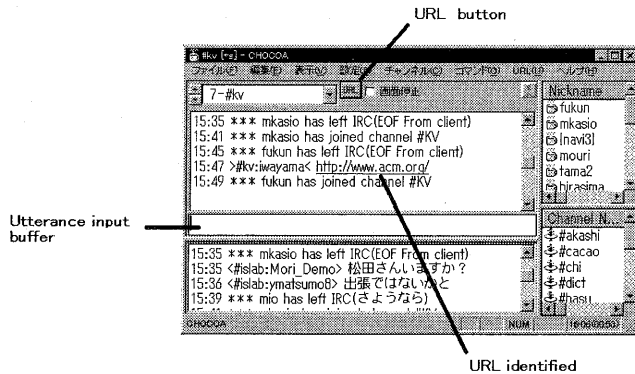 URL button
#kv [+s] - CHOCOA
ファイル(F) 編集(E) 表示(V) 設定(O) チャンネル(C) コマンド(O) URL(U) ヘルプ(H)
7-#kv
URL
画面停止
15:35 *** mkasio has left IRC(EOF From client)
15:41 *** mkasio has joined channel #KV
15:45 *** fukun has left IRC(EOF From client)
15:47 >#kv:iwayama< http://www.acm.org/
15:49 *** fukun has joined channel #KV
Nickname
fukun
mkasio
[navi3]
mouri
tama2
hirasima
Utterance input
buffer
15:35 *** mkasio has left IRC(EOF From client)
15:35 <#islab:Mori_Demo> 松田さんいますか？
15:36 <#islab:ymatsumo8> 出張ではないかと
15:39 *** mio has left IRC(さようなら)
Channel N...
#akashi
#cacao
#chi
#dict
#hasu
CHOCOA
NUM
URL identified